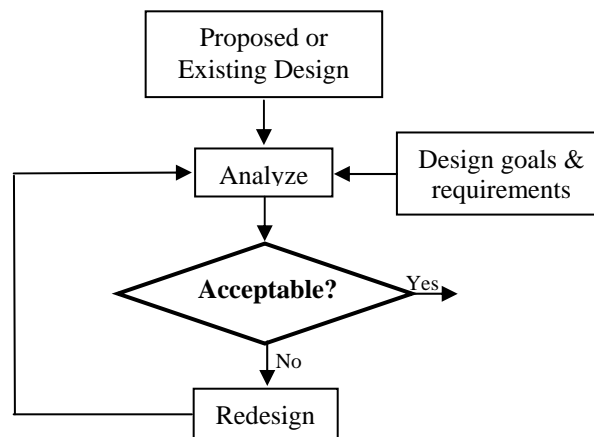 Proposed or
Existing Design
Analyze
Design goals &
requirements
Acceptable?
Yes
No
Redesign